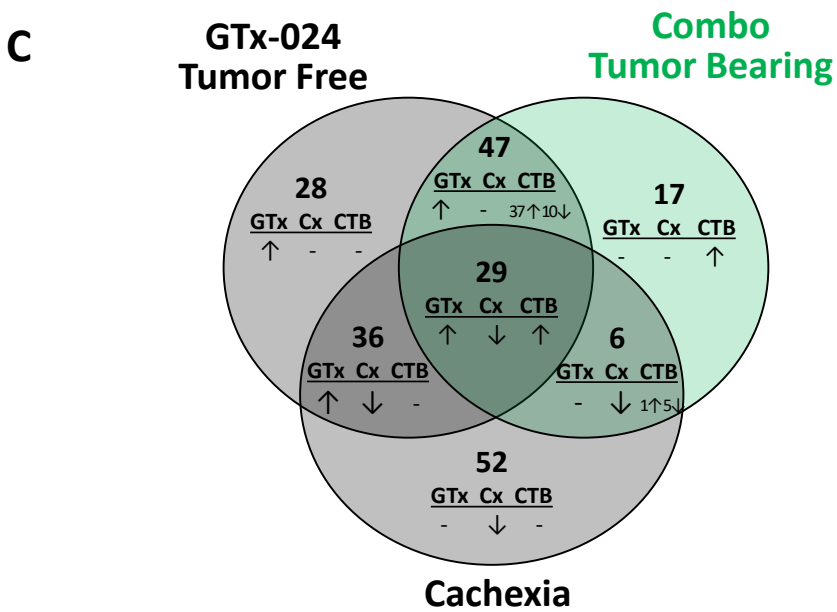 C
GTx-024
Tumor Free
Combo
Tumor Bearing
47
GTx Cx CTB
↑ - 37↑10↓
28
GTx Cx CTB
↑ - -
17
GTx Cx CTB
- - ↑
29
GTx Cx CTB
↑ ↓ ↑
36
GTx Cx CTB
↑ ↓ -
6
GTx Cx CTB
- ↓ 1↑5↓
52
GTx Cx CTB
- ↓ -
Cachexia